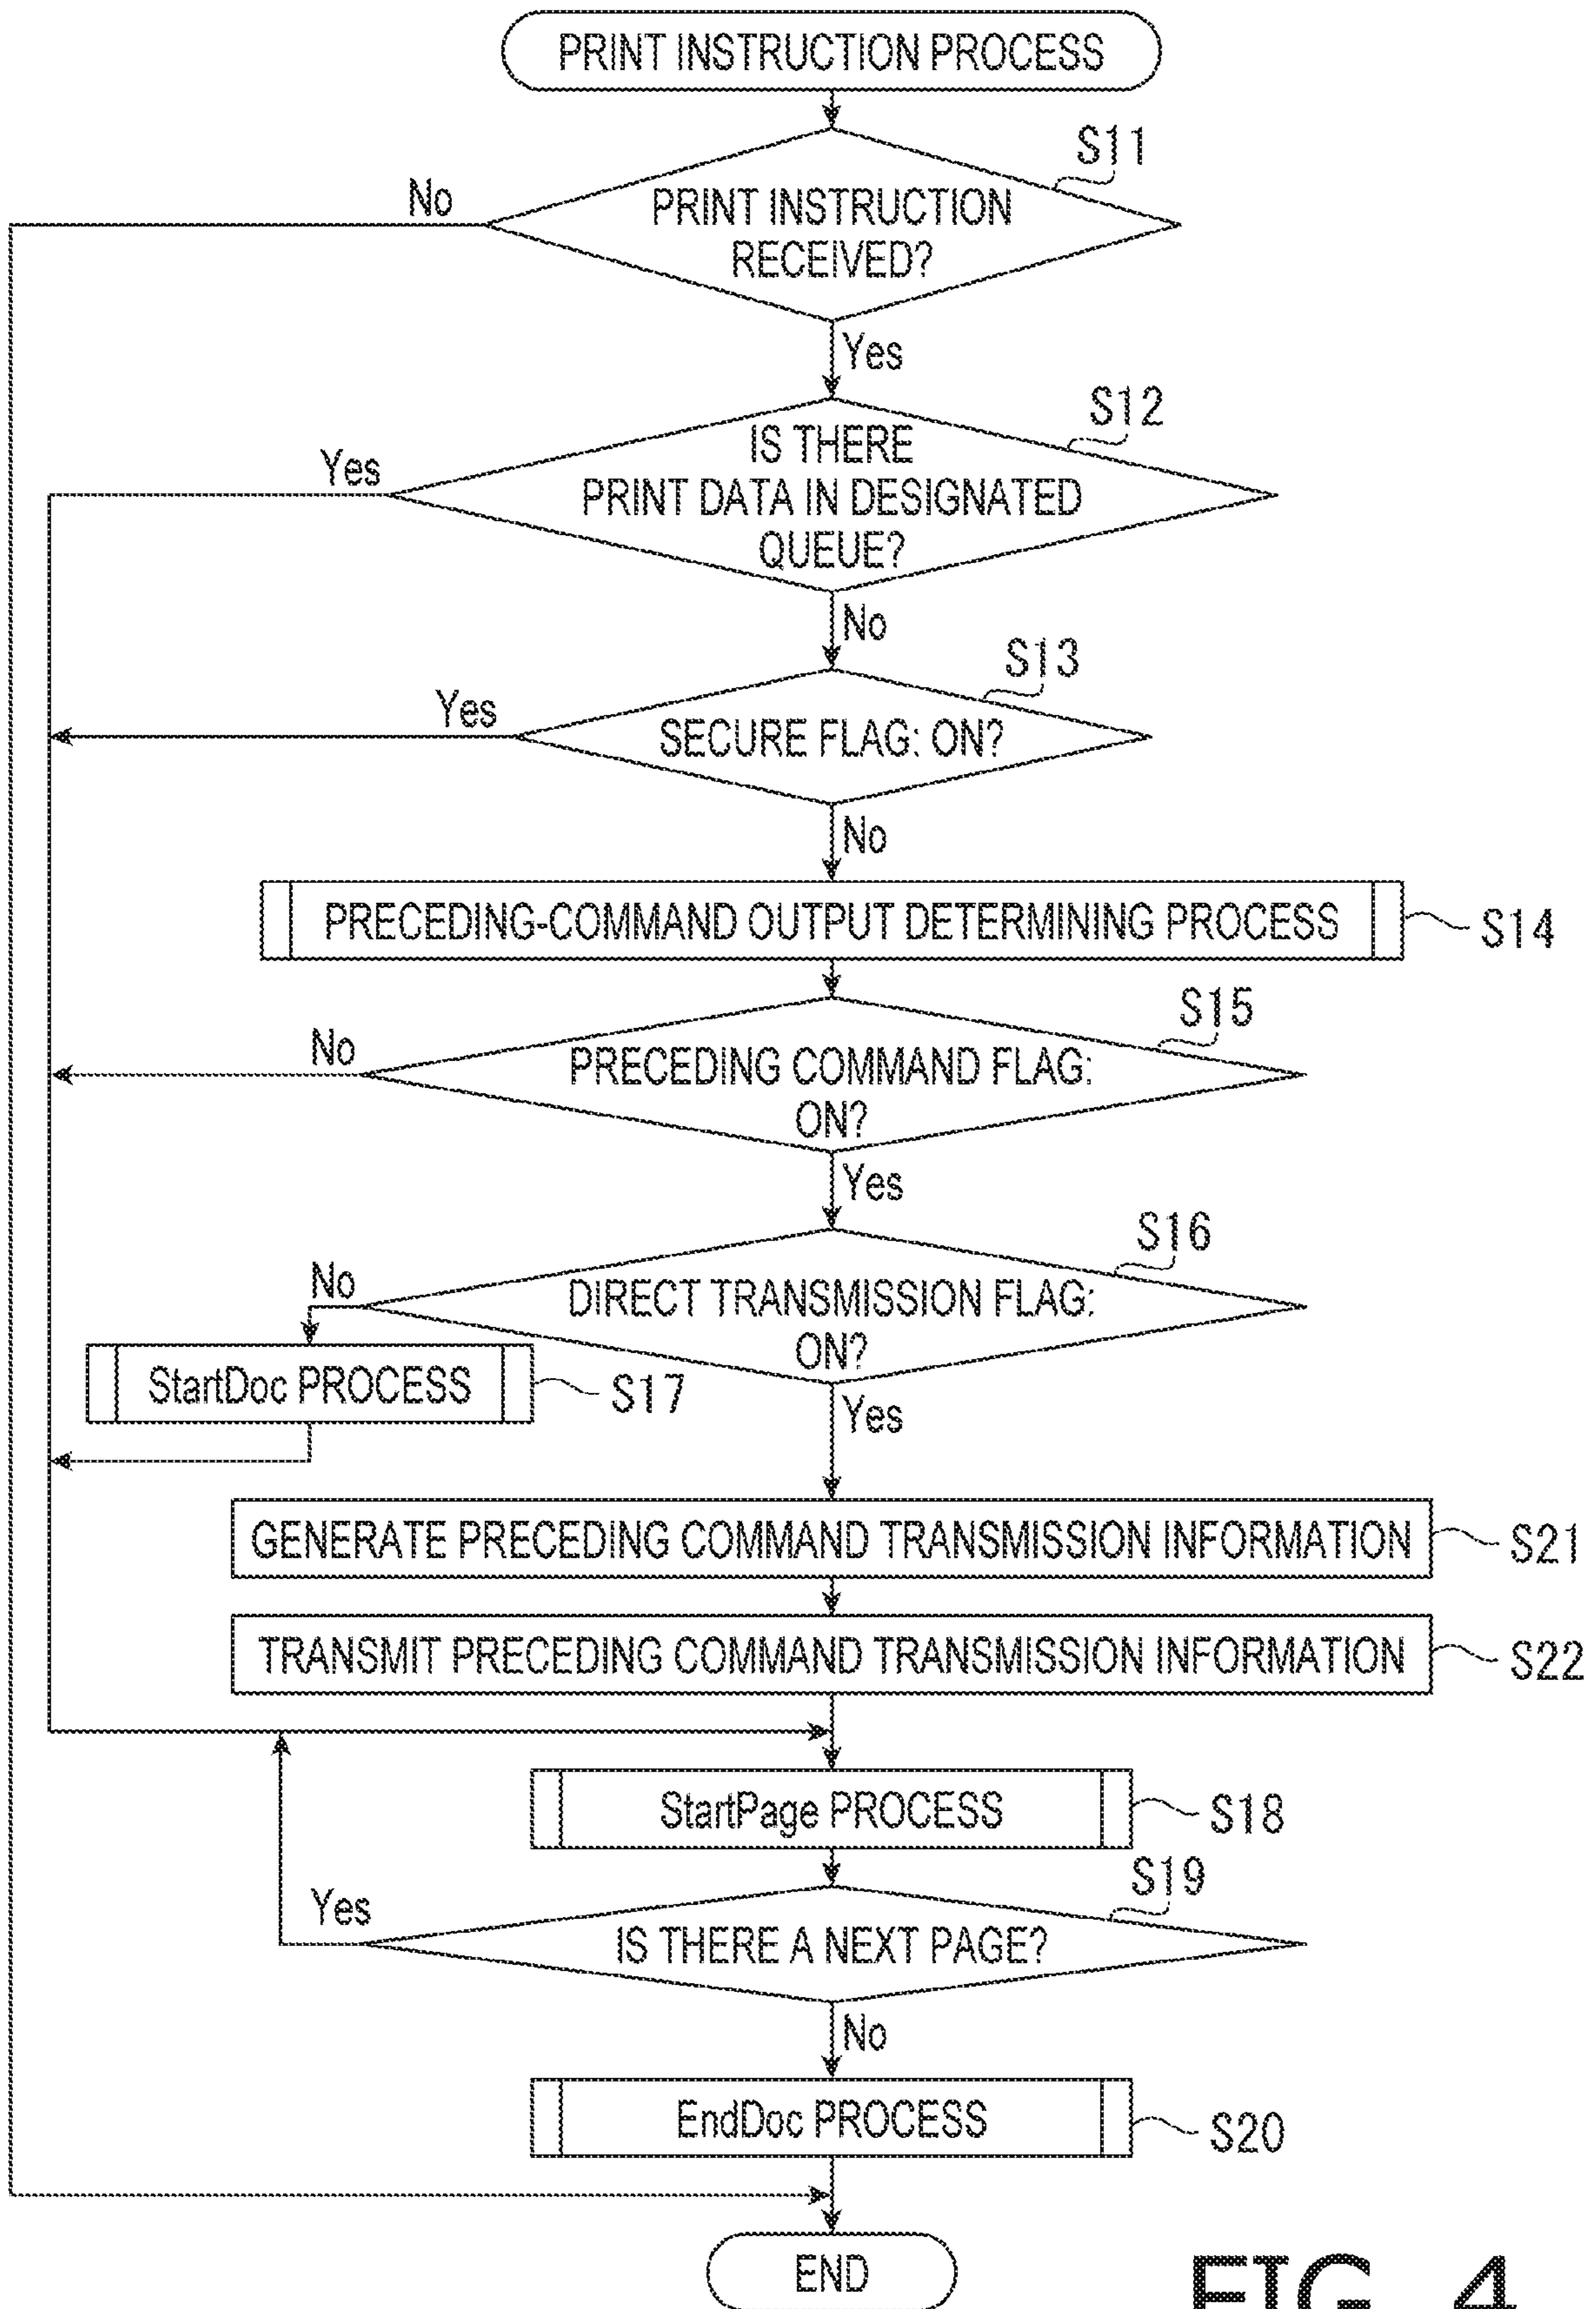 PRINT INSTRUCTION PROCESS
S11
No
PRINT INSTRUCTION
RECEIVED?
Yes
S12
IS THERE
Yes
PRINT DATA IN DESIGNATED
QUEUE?
No
S13
Yes
SECURE FLAG: ON?
No
PRECEDING-COMMAND OUTPUT DETERMINING PROCESS
S14
S15
No
PRECEDING COMMAND FLAG:
ON?
Yes
S16
No
DIRECT TRANSMISSION FLAG:
ON?
StartDoc PROCESS
S17
Yes
GENERATE PRECEDING COMMAND TRANSMISSION INFORMATION
S21
TRANSMIT PRECEDING COMMAND TRANSMISSION INFORMATION
S22
StartPage PROCESS
S18
S19
Yes
IS THERE A NEXT PAGE?
No
EndDoc PROCESS
S20
END
FIG. 4